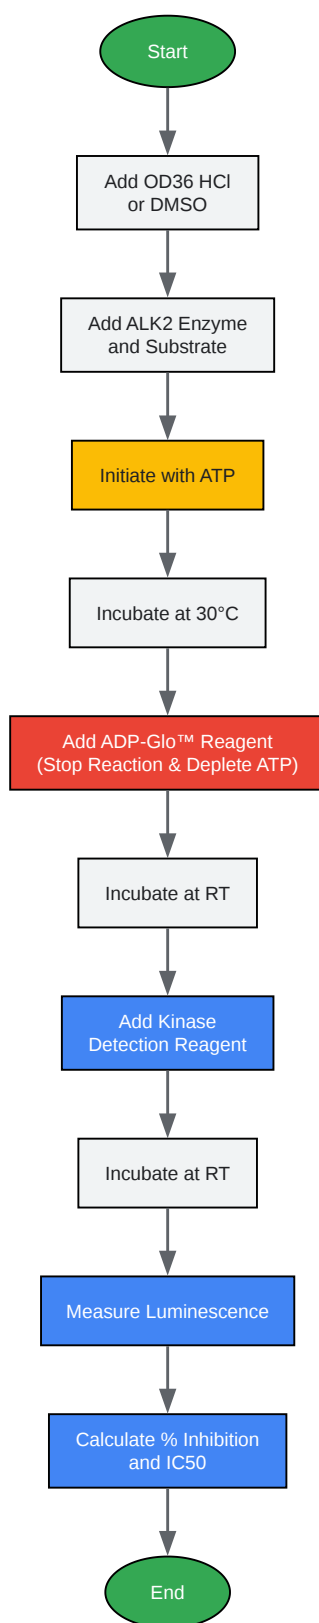 Start
Add OD36 HCl
or DMSO
Add ALK2 Enzyme
and Substrate
Initiate with ATP
Incubate at 30°C
Add ADP-Glo™ Reagent
(Stop Reaction & Deplete ATP)
Incubate at RT
Add Kinase
Detection Reagent
Incubate at RT
Measure Luminescence
Calculate % Inhibition
and IC50
End